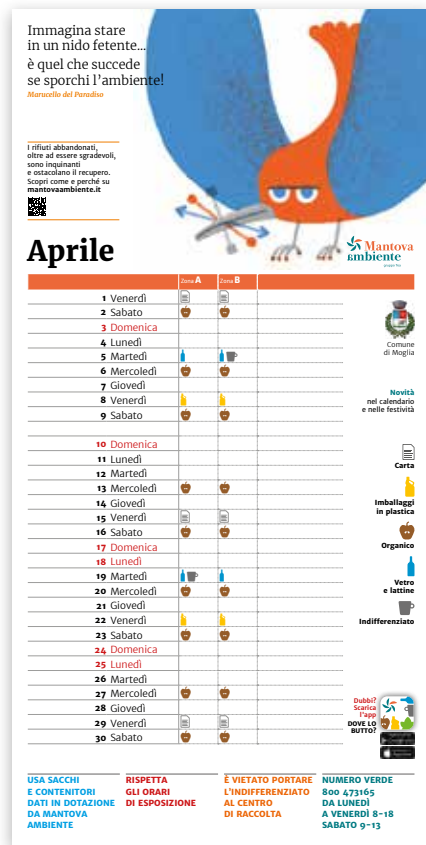 Immagina stare
in un nido fetente...
è quel che succede
se sporchi l'ambiente!
Maracello del Paradiso
I rifiuti abbandonati,
oltre ad essere sgradevoli,
sono inquinanti
e ostacolano il recupero.
Scopri come e perché su
mantovaambiente.it
Aprile
Mantova
ambiente
Zona A Zona B
1 Venerdì
2 Sabato
3 Domenica
4 Lunedì
5 Martedì
6 Mercoledì
7 Giovedì
8 Venerdì
9 Sabato
10 Domenica
11 Lunedì
12 Martedì
13 Mercoledì
14 Giovedì
15 Venerdì
16 Sabato
17 Domenica
18 Lunedì
19 Martedì
20 Mercoledì
21 Giovedì
22 Venerdì
23 Sabato
24 Domenica
25 Lunedì
26 Martedì
27 Mercoledì
28 Giovedì
29 Venerdì
30 Sabato
Comune
di Moglia
Novità
nel calendario
e nelle festività
Carta
Imballaggi
in plastica
Organico
Vetro
e lattine
Indifferenziato
Dubbi?
Scarica
l'app
DOVE LO
BUTTO?
USA SACCHI
E CONTENITORI
DATI IN DOTAZIONE
DA MANTOVA
AMBIENTE
RISPETTA
GLI ORARI
DI ESPOSIZIONE
È VIETATO PORTARE
L'INDIFFERENZIATO
AL CENTRO
DI RACCOLTA
NUMERO VERDE
800 473165
DA LUNEDÌ
A VENERDÌ 8-18
SABATO 9-13